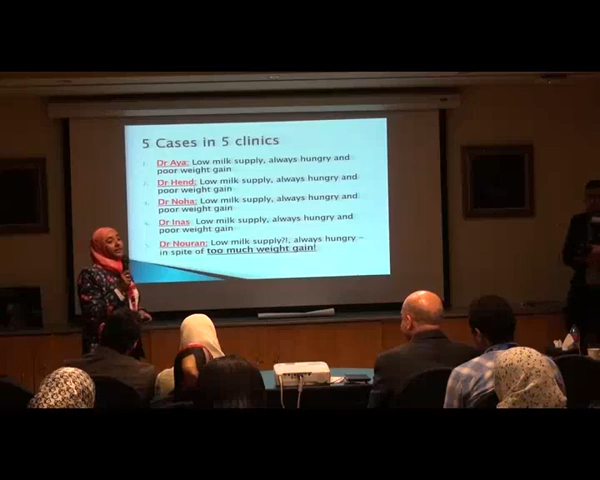 5 Cases in 5 clinics
Dr Aya: Low milk supply, always hungry and
poor weight gain
Dr Hend: Low milk supply, always hungry and
poor weight gain
Dr Noha: Low milk supply, always hungry and
poor weight gain
Dr Inas: Low milk supply, always hungry and
poor weight gain
Dr Nouran: Low milk supply?!, always hungry –
in spite of too much weight gain!